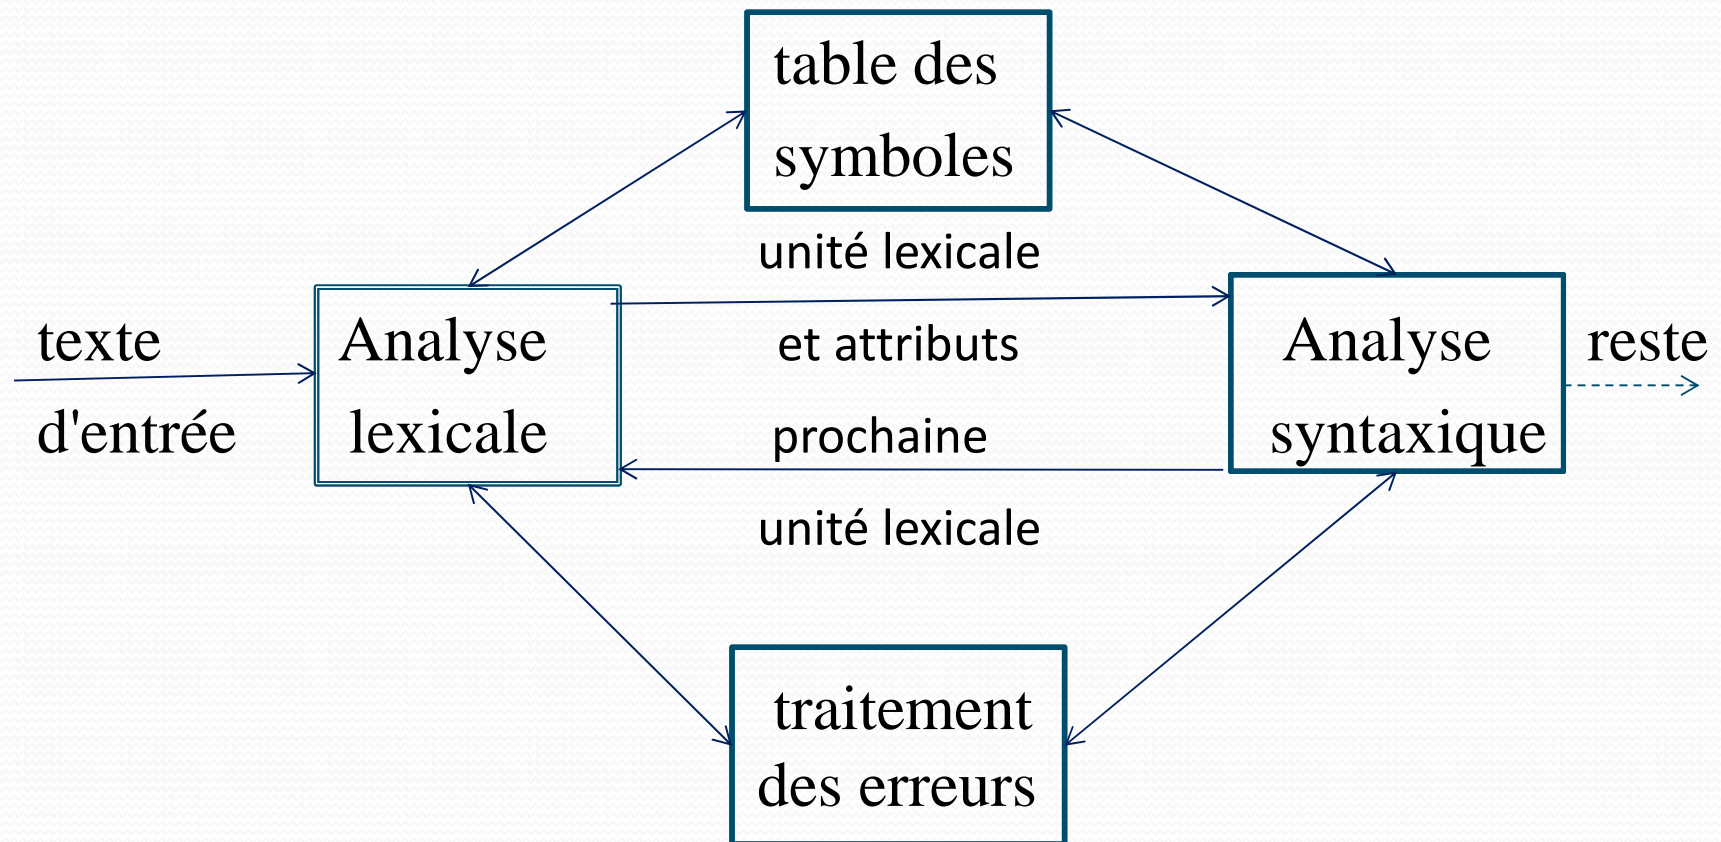 table des
symboles
unité lexicale
et attributs
texte
d'entrée
Analyse
lexicale
prochaine
unité lexicale
Analyse
syntaxique
reste
traitement
des erreurs